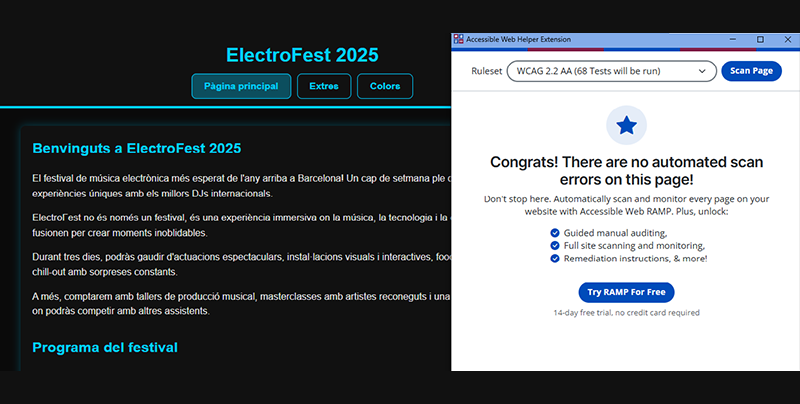 ElectroFest 2025
Pàgina principal
Extres
Colors
Benvinguts a ElectroFest 2025
El festival de música electrònica més esperat de l'any arriba a Barcelona! Un cap de setmana ple
experiències úniques amb els millors DJs internacionals.
ElectroFest no és només un festival, és una experiència immersiva on la música, la tecnologia i la
fusionen per crear moments inoblidables.
Durant tres dies, podràs gaudir d'actuacions espectaculars, instal·lacions visuals i interactives,
chill-out amb sorpreses constants.
A més, comptarem amb tallers de producció musical, masterclasses amb artistes reconeguts i una
on podràs competir amb altres assistents.
Programa del festival
Accessible Web Helper Extension
Ruleset
WCAG 2.2 AA (68 Tests will be run)
Scan Page
Congrats! There are no automated scan
errors on this page!
Don't stop here. Automatically scan and monitor every page on your
website with Accessible Web RAMP. Plus, unlock:
Guided manual auditing,
Full site scanning and monitoring,
Remediation instructions, & more!
Try RAMP For Free
14-day free trial, no credit card required